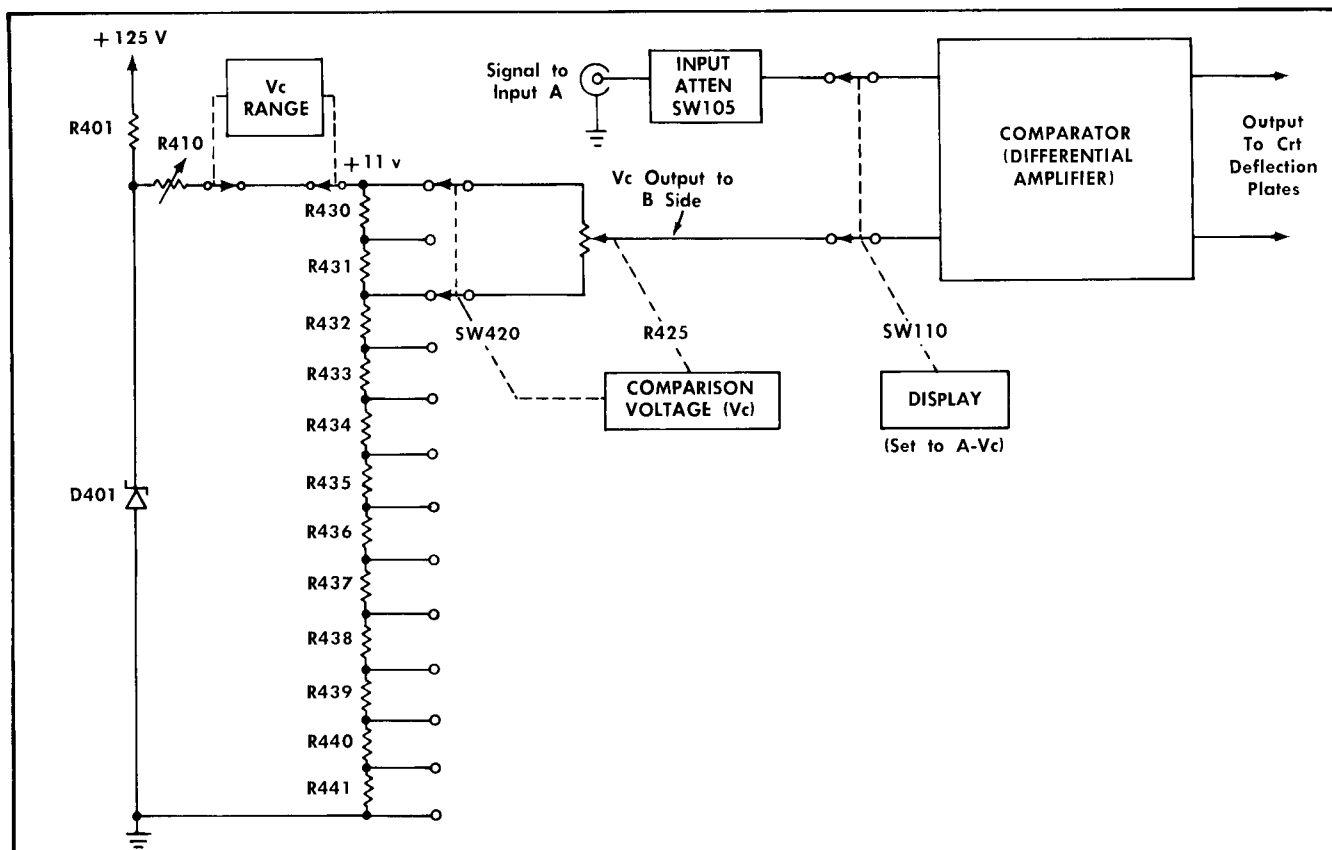 +125 V
R401
R410
Vc
RANGE
+11 v
Signal to
Input A
INPUT
ATTEN
SW105
COMPARATOR
(DIFFERENTIAL
AMPLIFIER)
Output
To Crt
Deflection
Plates
Vc Output to
B Side
R430
R431
R432
R433
R434
R435
R436
R437
R438
R439
R440
R441
SW420
R425
SW110
COMPARISON
VOLTAGE (Vc)
DISPLAY
(Set to A-Vc)
D401